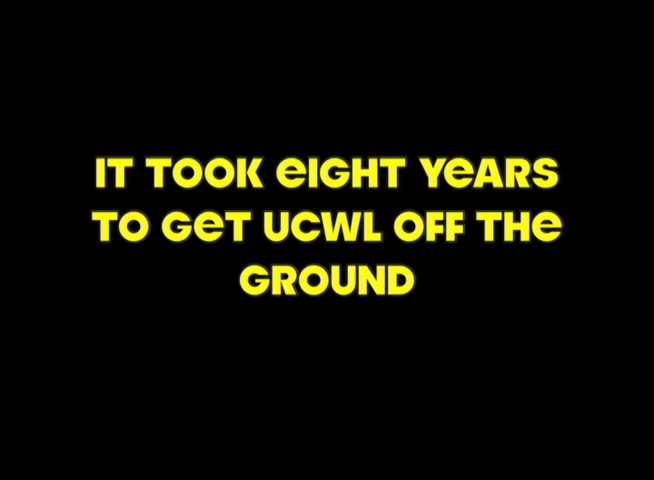 IT TOOK eIGHT YeARS
TO GeT UCWL OFF THe
GROUND